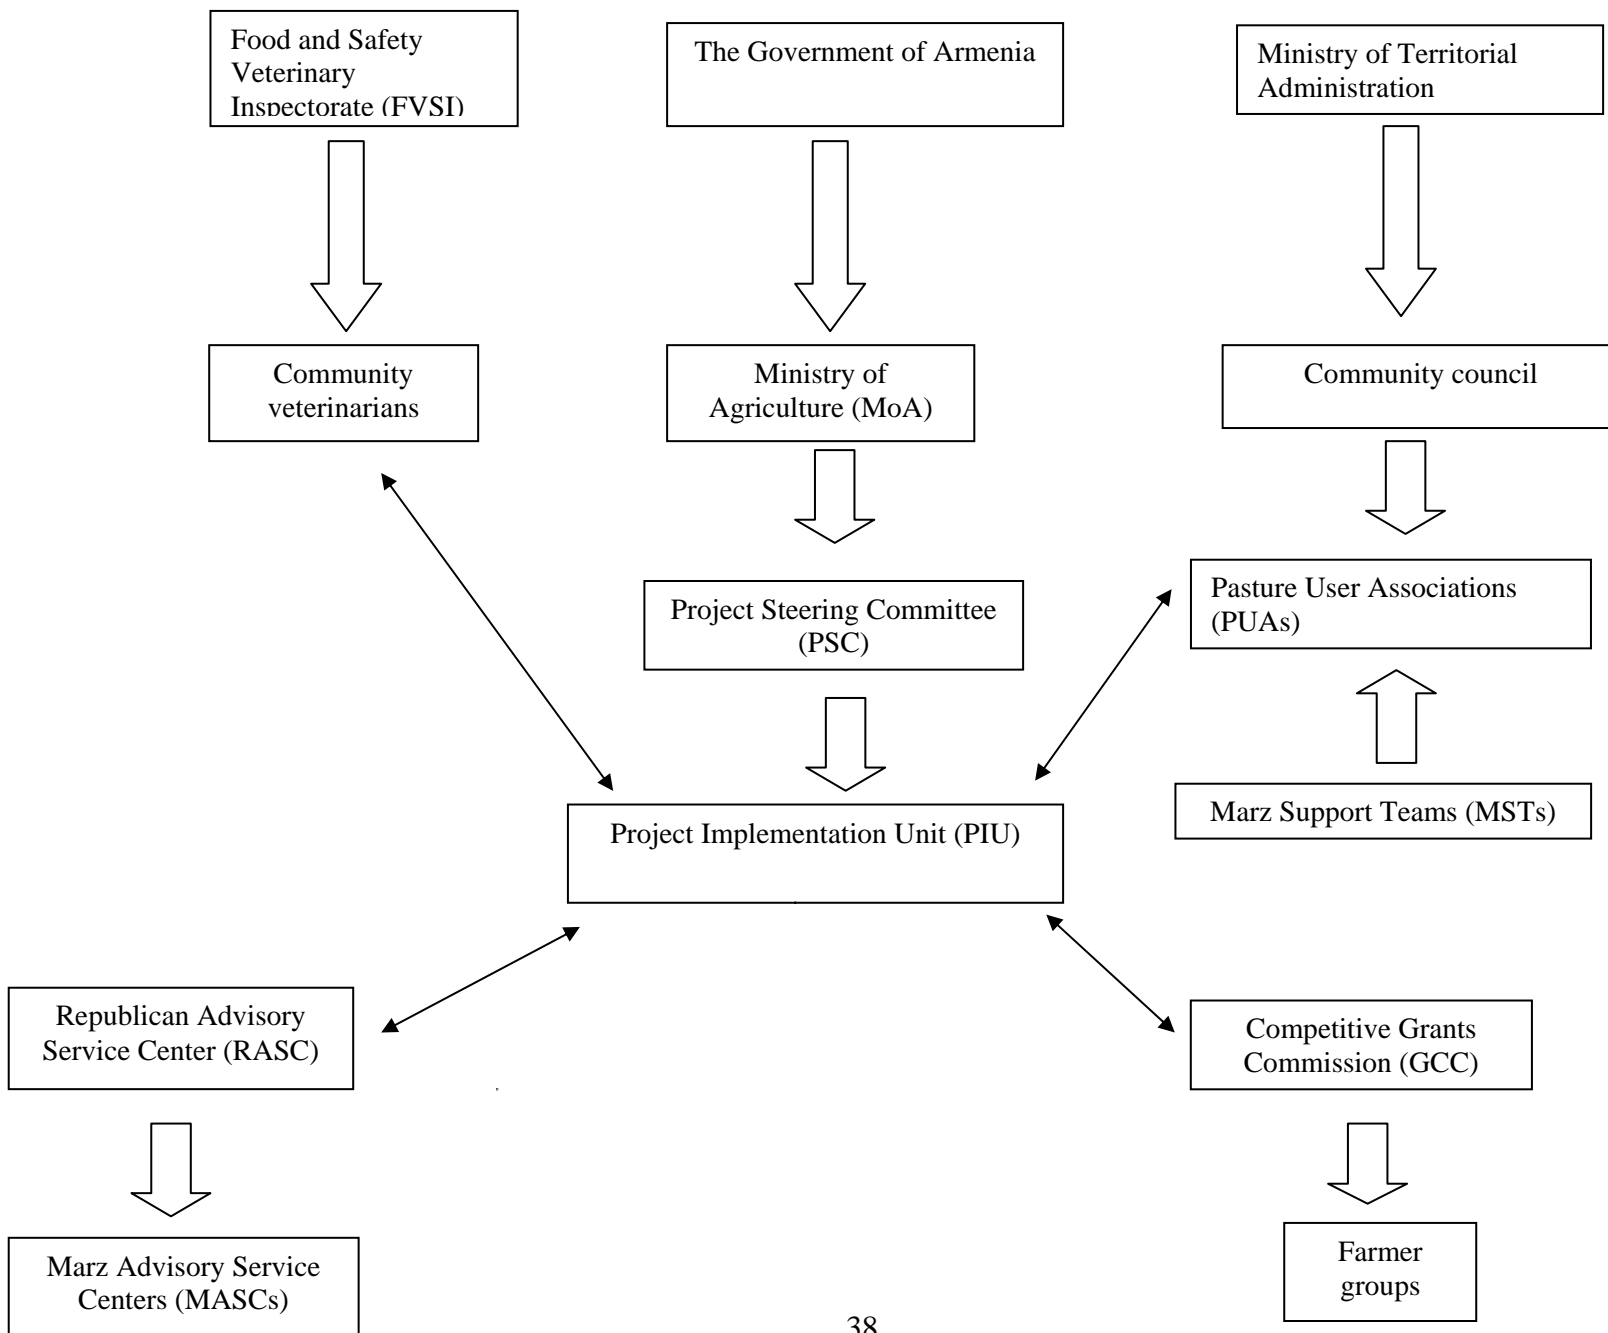 Food and Safety
Veterinary
Inspectorate (FVSI)
The Government of Armenia
Ministry of Territorial
Administration
Community
veterinarians
Ministry of
Agriculture (MoA)
Community council
Project Steering Committee
(PSC)
Pasture User Associations
(PUAs)
Marz Support Teams (MSTs)
Project Implementation Unit (PIU)
Republican Advisory
Service Center (RASC)
Competitive Grants
Commission (GCC)
Marz Advisory Service
Centers (MASCs)
Farmer
groups
38